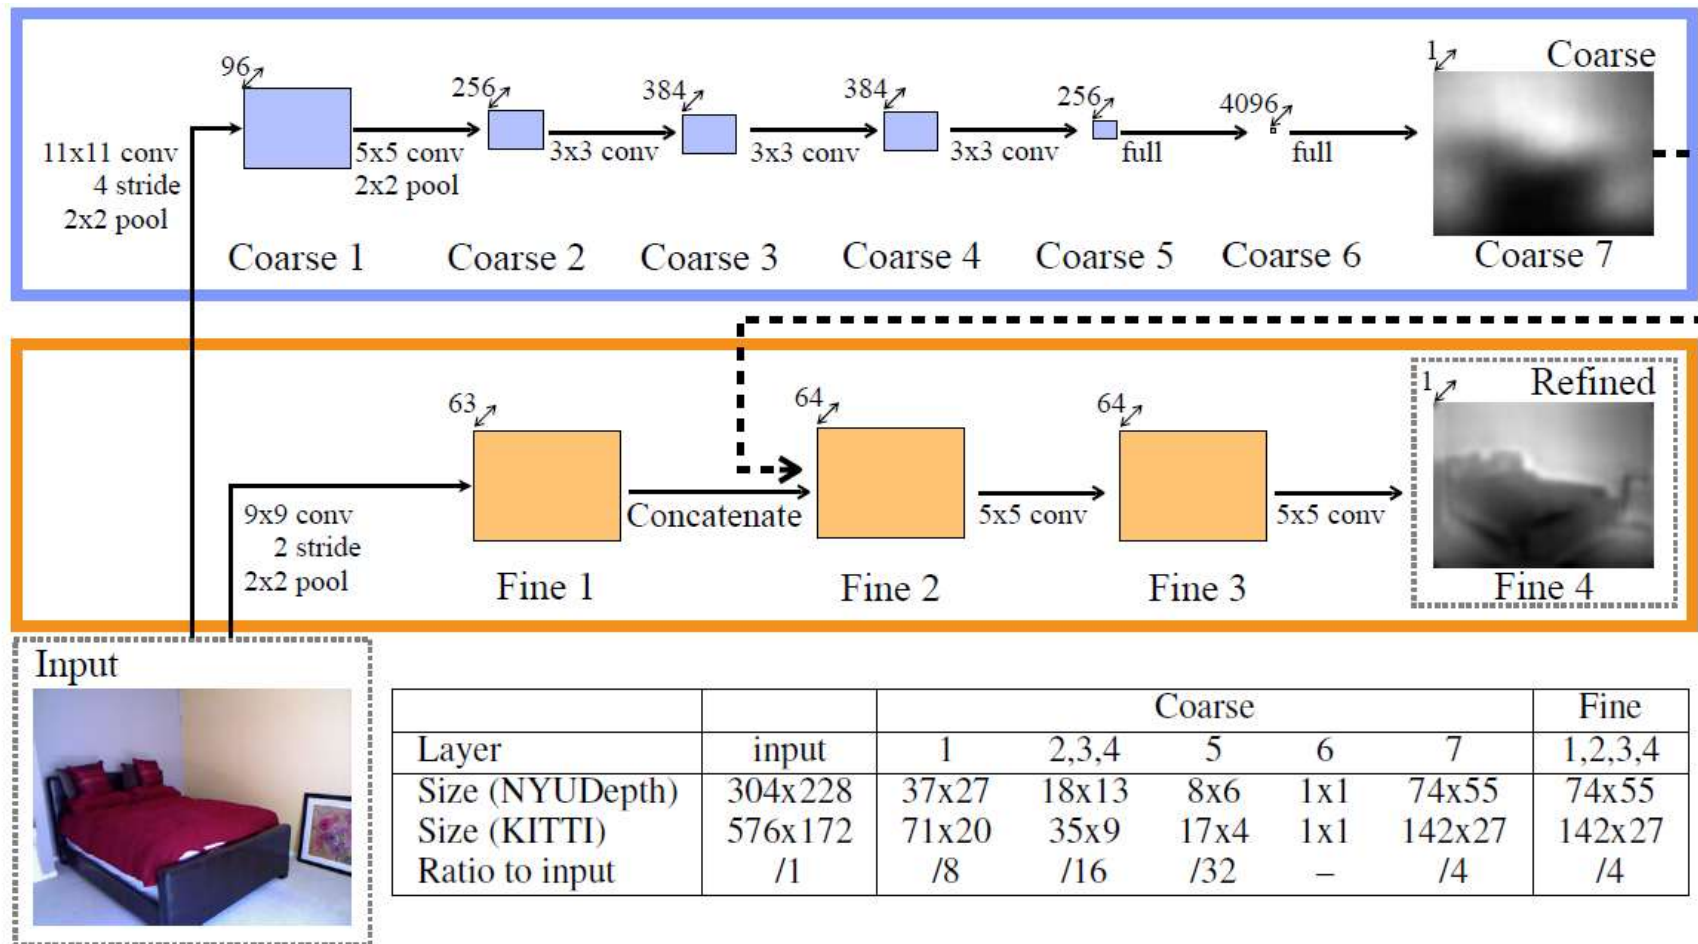 96
256
384
384
256
4096
1
Coarse
11x11 conv
4 stride
2x2 pool
5x5 conv
2x2 pool
3x3 conv
3x3 conv
3x3 conv
full
full
Coarse 1
Coarse 2
Coarse 3
Coarse 4
Coarse 5
Coarse 6
Coarse 7
63
64
64
1
Refined
9x9 conv
2 stride
2x2 pool
Concatenate
5x5 conv
5x5 conv
Fine 1
Fine 2
Fine 3
Fine 4
Input
Coarse Fine
Layer input 1 2,3,4 5 6 7 1,2,3,4
Size (NYUDepth) 304x228 37x27 18x13 8x6 1x1 74x55 74x55
Size (KITTI) 576x172 71x20 35x9 17x4 1x1 142x27 142x27
Ratio to input /1 /8 /16 /32 – /4 /4